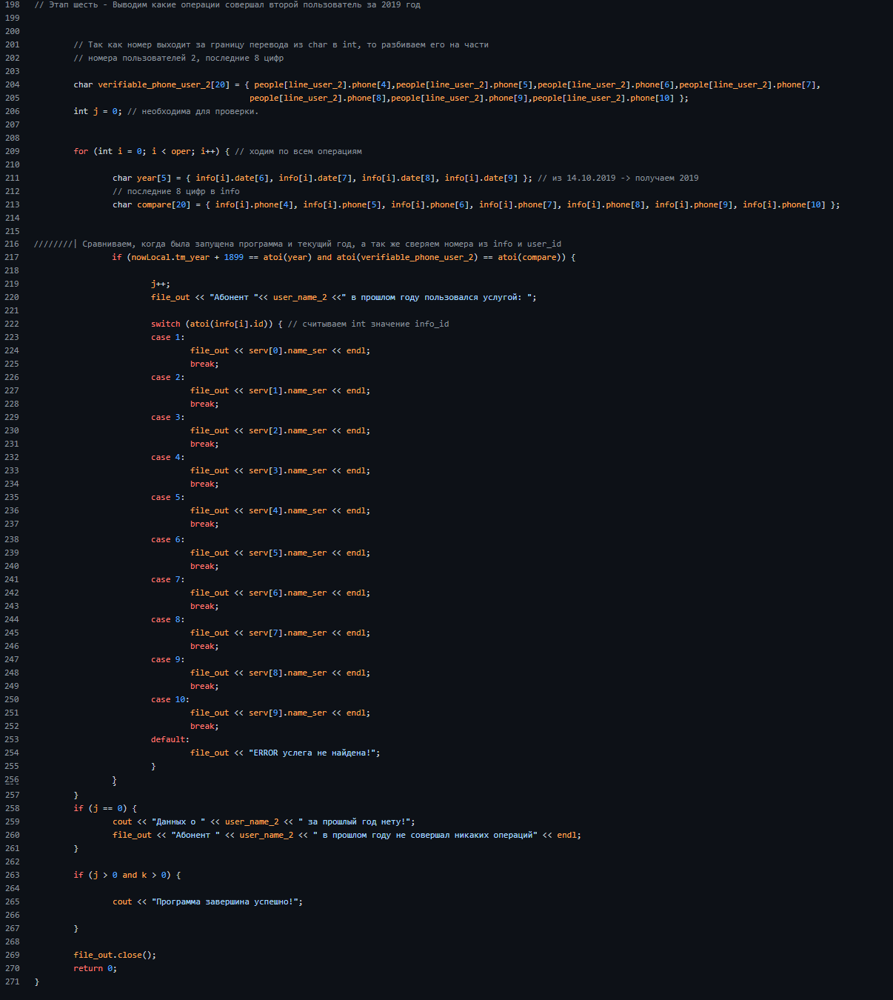 198 // Этап шесть - Выводим какие операции совершал второй пользователь за 2019 год
199
200
201 // Так как номер выходит за границу перевода из char в int, то разбиваем его на части
202 // номера пользователей 2, последние 8 цифр
203
204 char verifiable_phone_user_2[20] = { people[line_user_2].phone[4],people[line_user_2].phone[5],people[line_user_2].phone[6],people[line_user_2].phone[7],
205 people[line_user_2].phone[8],people[line_user_2].phone[9],people[line_user_2].phone[10] };
206 int j = 0; // необходима для проверки.
207
208
209 for (int i = 0; i < oper; i++) { // ходим по всем операциям
210
211 char year[5] = { info[i].date[6], info[i].date[7], info[i].date[8], info[i].date[9] }; // из 14.10.2019 -> получаем 2019
212 // последние 8 цифр в info
213 char compare[20] = { info[i].phone[4], info[i].phone[5], info[i].phone[6], info[i].phone[7], info[i].phone[8], info[i].phone[9], info[i].phone[10] };
214
215
216 ////////| Сравниваем, когда была запущена программа и текущий год, а так же сверяем номера из info и user_id
217 if (nowLocal.tm_year + 1899 == atoi(year) and atoi(verifiable_phone_user_2) == atoi(compare)) {
218
219 j++;
220 file_out << "Абонент "<< user_name_2 <<" в прошлом году пользовался услугой: ";
221
222 switch (atoi(info[i].id)) { // считываем int значение info_id
223 case 1:
224 file_out << serv[0].name_ser << endl;
225 break;
226 case 2:
227 file_out << serv[1].name_ser << endl;
228 break;
229 case 3:
230 file_out << serv[2].name_ser << endl;
231 break;
232 case 4:
233 file_out << serv[3].name_ser << endl;
234 break;
235 case 5:
236 file_out << serv[4].name_ser << endl;
237 break;
238 case 6:
239 file_out << serv[5].name_ser << endl;
240 break;
241 case 7:
242 file_out << serv[6].name_ser << endl;
243 break;
244 case 8:
245 file_out << serv[7].name_ser << endl;
246 break;
247 case 9:
248 file_out << serv[8].name_ser << endl;
249 break;
250 case 10:
251 file_out << serv[9].name_ser << endl;
252 break;
253 default:
254 file_out << "ERROR услега не найдена!";
255 }
256 }
257 }
258 if (j == 0) {
259 cout << "Данных о " << user_name_2 << " за прошлый год нету!";
260 file_out << "Абонент " << user_name_2 << " в прошлом году не совершал никаких операций" << endl;
261 }
262
263 if (j > 0 and k > 0) {
264
265 cout << "Программа завершина успешно!";
266
267 }
268
269 file_out.close();
270 return 0;
271 }